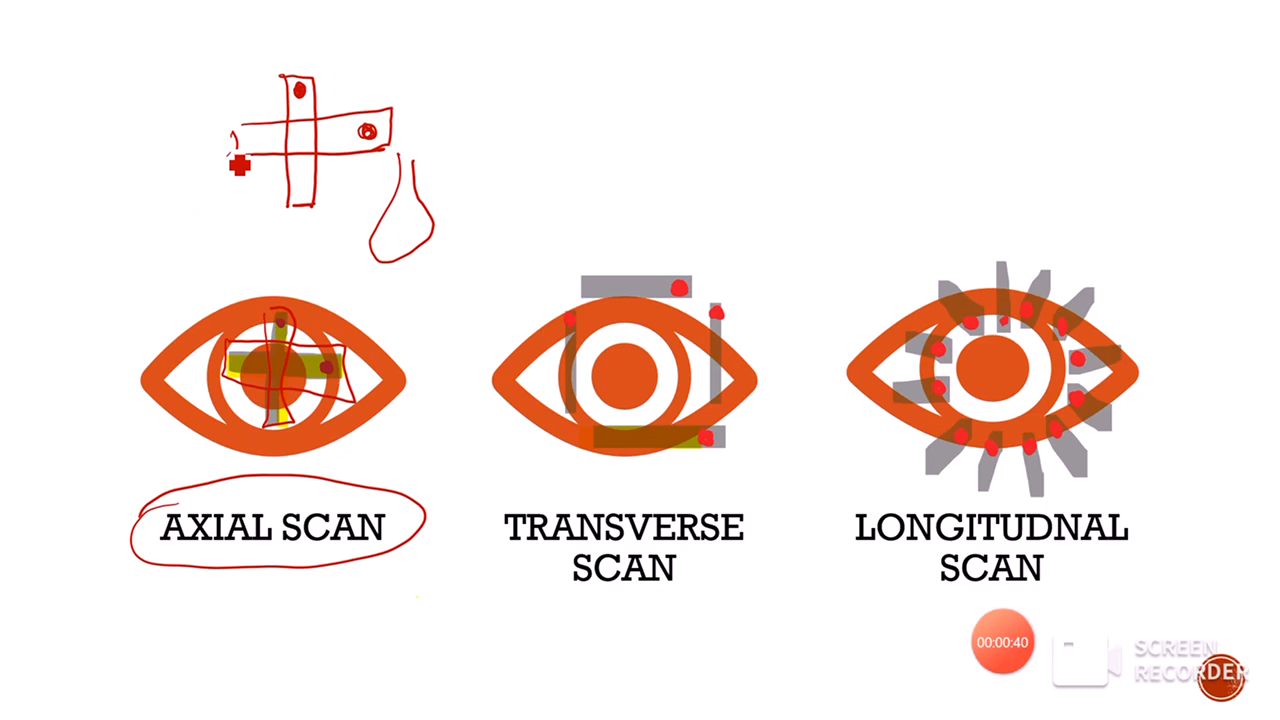 AXIAL SCAN
TRANSVERSE
SCAN
LONGITUDNAL
SCAN
00:00:40
SCREEN
RECORDER